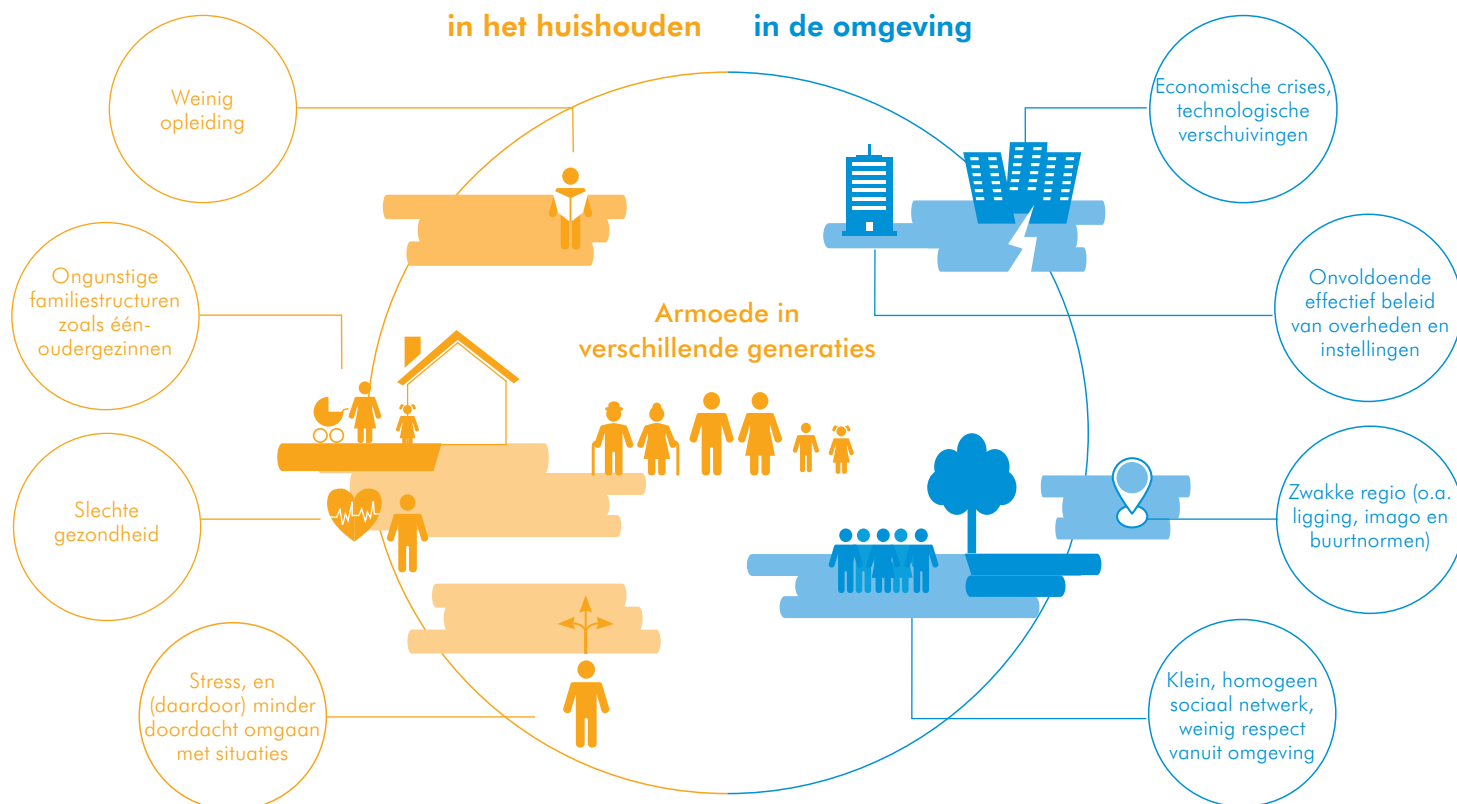 in het huishouden
in de omgeving
Weinig
opleiding
Ongunstige
familiestructuren
zoals één-
oudergezinnen
Slechte
gezondheid
Stress, en
(daardoor) minder
doordacht omgaan
met situaties
Armoede in
verschillende generaties
Economische crises,
technologische
verschuivingen
Onvoldoende
effectief beleid
van overheden en
instellingen
Zwakke regio (o.a.
ligging, imago en
buurtnormen)
Klein, homogeen
sociaal netwerk,
weinig respect
vanuit omgeving